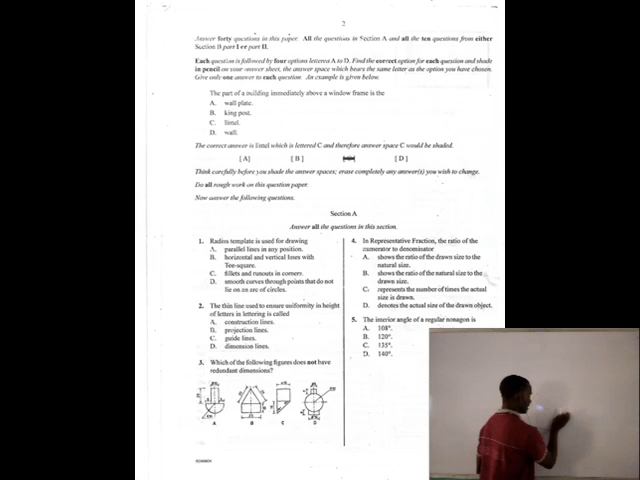 2
Answer forty questions in this paper. All the questions in Section A and all the ten questions from either
Section B part I or part II.
Each question is followed by four options lettered A to D. Find the correct option for each question and shade
in pencil on your answer sheet, the answer space which bears the same letter as the option you have chosen.
Give only one answer to each question. An example is given below.
The part of a building immediately above a window frame is the
A. wall plate.
B. king post.
C. lintel.
D. wall.
The correct answer is lintel which is lettered C and therefore answer space C would be shaded.
[ A ] [ B ] [ D ]
Think carefully before you shade the answer spaces; erase completely any answer(s) you wish to change.
Do all rough work on this question paper.
Now answer the following questions.
Section A
Answer all the questions in this section.
1. Radius template is used for drawing
A. parallel lines in any position.
B. horizontal and vertical lines with
Tee-square.
C. fillets and runouts in corners.
D. smooth curves through points that do not
lie on an arc of circles.
2. The thin line used to ensure uniformity in height
of letters in lettering is called
A. construction lines.
B. projection lines.
C. guide lines.
D. dimension lines.
3. Which of the following figures does not have
redundant dimensions?
A B C D
4. In Representative Fraction, the ratio of the
numerator to denominator
A. shows the ratio of the drawn size to the
natural size.
B. shows the ratio of the natural size to the
drawn size.
C. represents the number of times the actual
size is drawn.
D. denotes the actual size of the drawn object.
5. The interior angle of a regular nonagon is
A. 108°.
B. 120°.
C. 135°.
D. 140°.